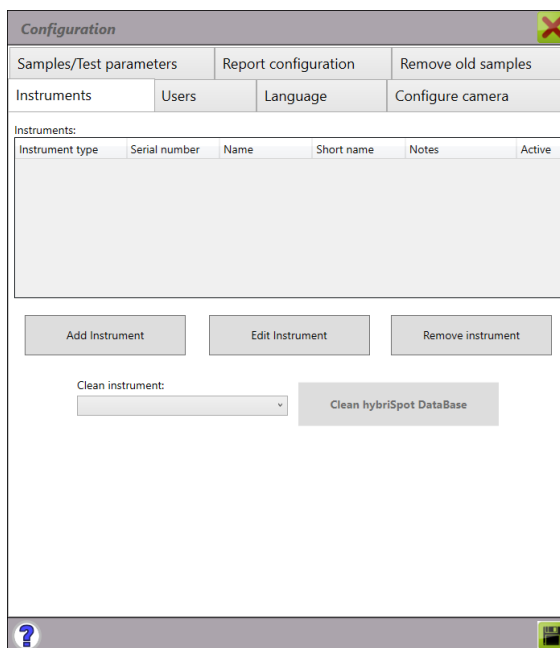 Configuration
Samples/Test parameters Report configuration Remove old samples
Instruments Users Language Configure camera
Instruments:
Instrument type Serial number Name Short name Notes Active
Add Instrument Edit Instrument Remove instrument
Clean instrument:
Clean hybriSpot DataBase
?